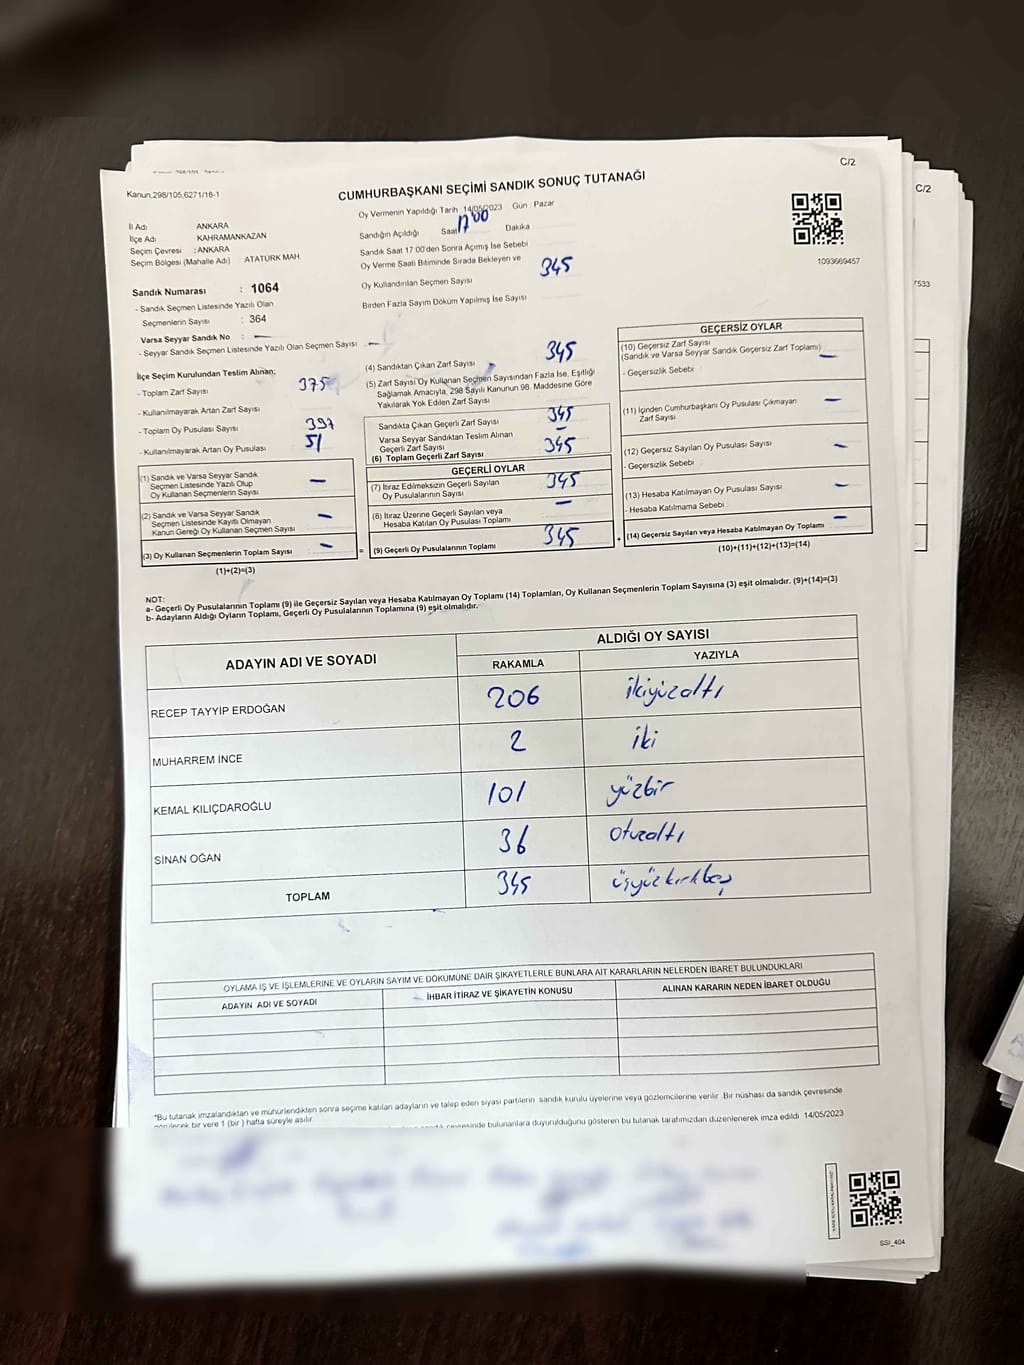 C/2
C/2
Kanun,298/105,6271/18-1
CUMHURBAŞKANI SEÇİMİ SANDIK SONUÇ TUTANAĞI
Oy Vermenin Yapıldığı Tarih 14/05/2023 Gün : Pazar
İl Adı ANKARA
İlçe Adı KAHRAMANKAZAN
Seçim Çevresi : ANKARA
Seçim Bölgesi (Mahalle Adı) ATATÜRK MAH
Sandığın Açıldığı Saat 17:00 Dakika
Sandık Saat 17:00'den Sonra Açımış İse Sebebi
Oy Verme Saati Bitiminde Sırada Bekleyen ve
Oy Kullandırılan Seçmen Sayısı 345
Birden Fazla Sayım Döküm Yapılmış İse Sayısı
1093669457
Sandık Numarası : 1064
- Sandık Seçmen Listesinde Yazılı Olan
Seçmenlerin Sayısı : 364
Varsa Seyyar Sandık No : —
- Seyyar Sandık Seçmen Listesinde Yazılı Olan Seçmen Sayısı —
İlçe Seçim Kurulundan Teslim Alınan;
- Toplam Zarf Sayısı 375
- Kullanılmayarak Artan Zarf Sayısı
- Toplam Oy Pusulası Sayısı 397
- Kullanılmayarak Artan Oy Pusulası 51
(1) Sandık ve Varsa Seyyar Sandık
Seçmen Listesinde Yazılı Olup
Oy Kullanan Seçmenlerin Sayısı —
(2) Sandık ve Varsa Seyyar Sandık
Seçmen Listesinde Kayıtlı Olmayan
Kanun Gereği Oy Kullanan Seçmen Sayısı —
(3) Oy Kullanan Seçmenlerin Toplam Sayısı —
(1)+(2)=(3)
(4) Sandıktan Çıkan Zarf Sayısı 345
(5) Zarf Sayısı Oy Kullanan Seçmen Sayısından Fazla İse, Eşitliği
Sağlamak Amacıyla, 298 Sayılı Kanunun 98. Maddesine Göre
Yakılarak Yok Edilen Zarf Sayısı
Sandıkta Çıkan Geçerli Zarf Sayısı 345
Varsa Seyyar Sandıktan Teslim Alınan
Geçerli Zarf Sayısı —
(6) Toplam Geçerli Zarf Sayısı 345
GEÇERLİ OYLAR
(7) İtiraz Edilmeksizin Geçerli Sayılan
Oy Pusulalarının Sayısı 345
(8) İtiraz Üzerine Geçerli Sayılan veya
Hesaba Katılan Oy Pusulası Toplamı —
= (9) Geçerli Oy Pusulalarının Toplamı 345
GEÇERSİZ OYLAR
(10) Geçersiz Zarf Sayısı
(Sandık ve Varsa Seyyar Sandık Geçersiz Zarf Toplamı) —
- Geçersizlik Sebebi
(11) İçinden Cumhurbaşkanı Oy Pusulası Çıkmayan
Zarf Sayısı —
(12) Geçersiz Sayılan Oy Pusulası Sayısı —
- Geçersizlik Sebebi
(13) Hesaba Katılmayan Oy Pusulası Sayısı —
- Hesaba Katılmama Sebebi
+ (14) Geçersiz Sayılan veya Hesaba Katılmayan Oy Toplamı —
(10)+(11)+(12)+(13)=(14)
NOT:
a- Geçerli Oy Pusulalarının Toplamı (9) ile Geçersiz Sayılan veya Hesaba Katılmayan Oy Toplamı (14) Toplamları, Oy Kullanan Seçmenlerin Toplam Sayısına (3) eşit olmalıdır. (9)+(14)=(3)
b- Adayların Aldığı Oyların Toplamı, Geçerli Oy Pusulalarının Toplamına (9) eşit olmalıdır.
ADAYIN ADI VE SOYADI ALDIĞI OY SAYISI
RAKAMLA YAZIYLA
RECEP TAYYİP ERDOĞAN 206 ikiyüzaltı
MUHARREM İNCE 2 iki
KEMAL KILIÇDAROĞLU 101 yüzbir
SİNAN OĞAN 36 otuzaltı
TOPLAM 345 üçyüzkırkbeş
OYLAMA İŞ VE İŞLEMLERİNE VE OYLARIN SAYIM VE DÖKÜMÜNE DAİR ŞİKAYETLERLE BUNLARA AİT KARARLARIN NELERDEN İBARET BULUNDUKLARI
ADAYIN ADI VE SOYADI İHBAR İTİRAZ VE ŞİKAYETİN KONUSU ALINAN KARARIN NEDEN İBARET OLDUĞU
*Bu tutanak imzalandıktan ve mühürlendikten sonra seçime katılan adayların ve talep eden siyasi partilerin sandık kurulu üyelerine veya gözlemcilerine verilir. Bir nüshası da sandık çevresinde
görülecek bir yere 1 (bir) hafta süreyle asılır. bulunanlara duyurulduğunu gösteren bu tutanak tarafımızdan düzenlenerek imza edildi. 14/05/2023
SSİ_404